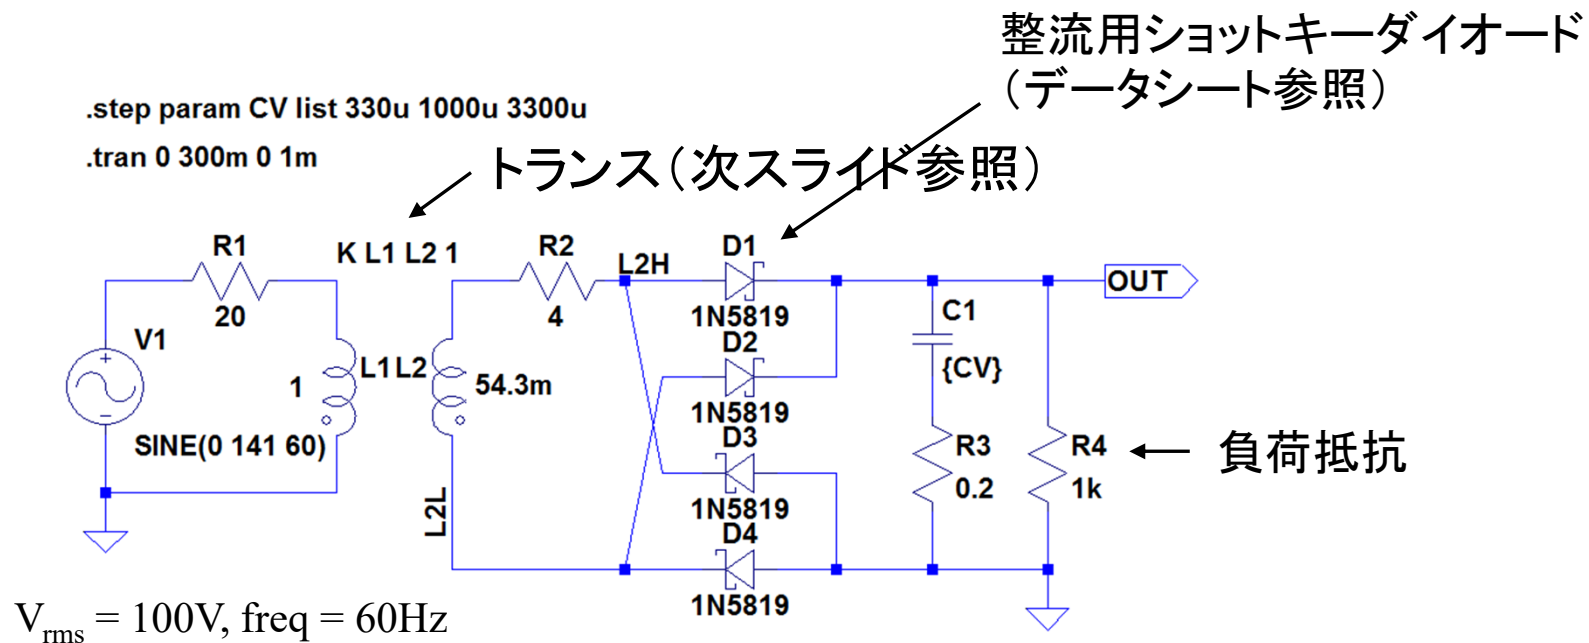 整流用ショットキーダイオード
（データシート参照）
.step param CV list 330u 1000u 3300u
.tran 0 300m 0 1m
トランス（次スライド参照）
R1
K L1 L2 1
R2
L2H
D1
OUT
20
4
1N5819
C1
V1
D2
L1
L2
{CV}
1
54.3m
1N5819
SINE(0 141 60)
D3
R3
R4
負荷抵抗
0.2
1k
1N5819
L2L
D4
1N5819
Vrms = 100V, freq = 60Hz